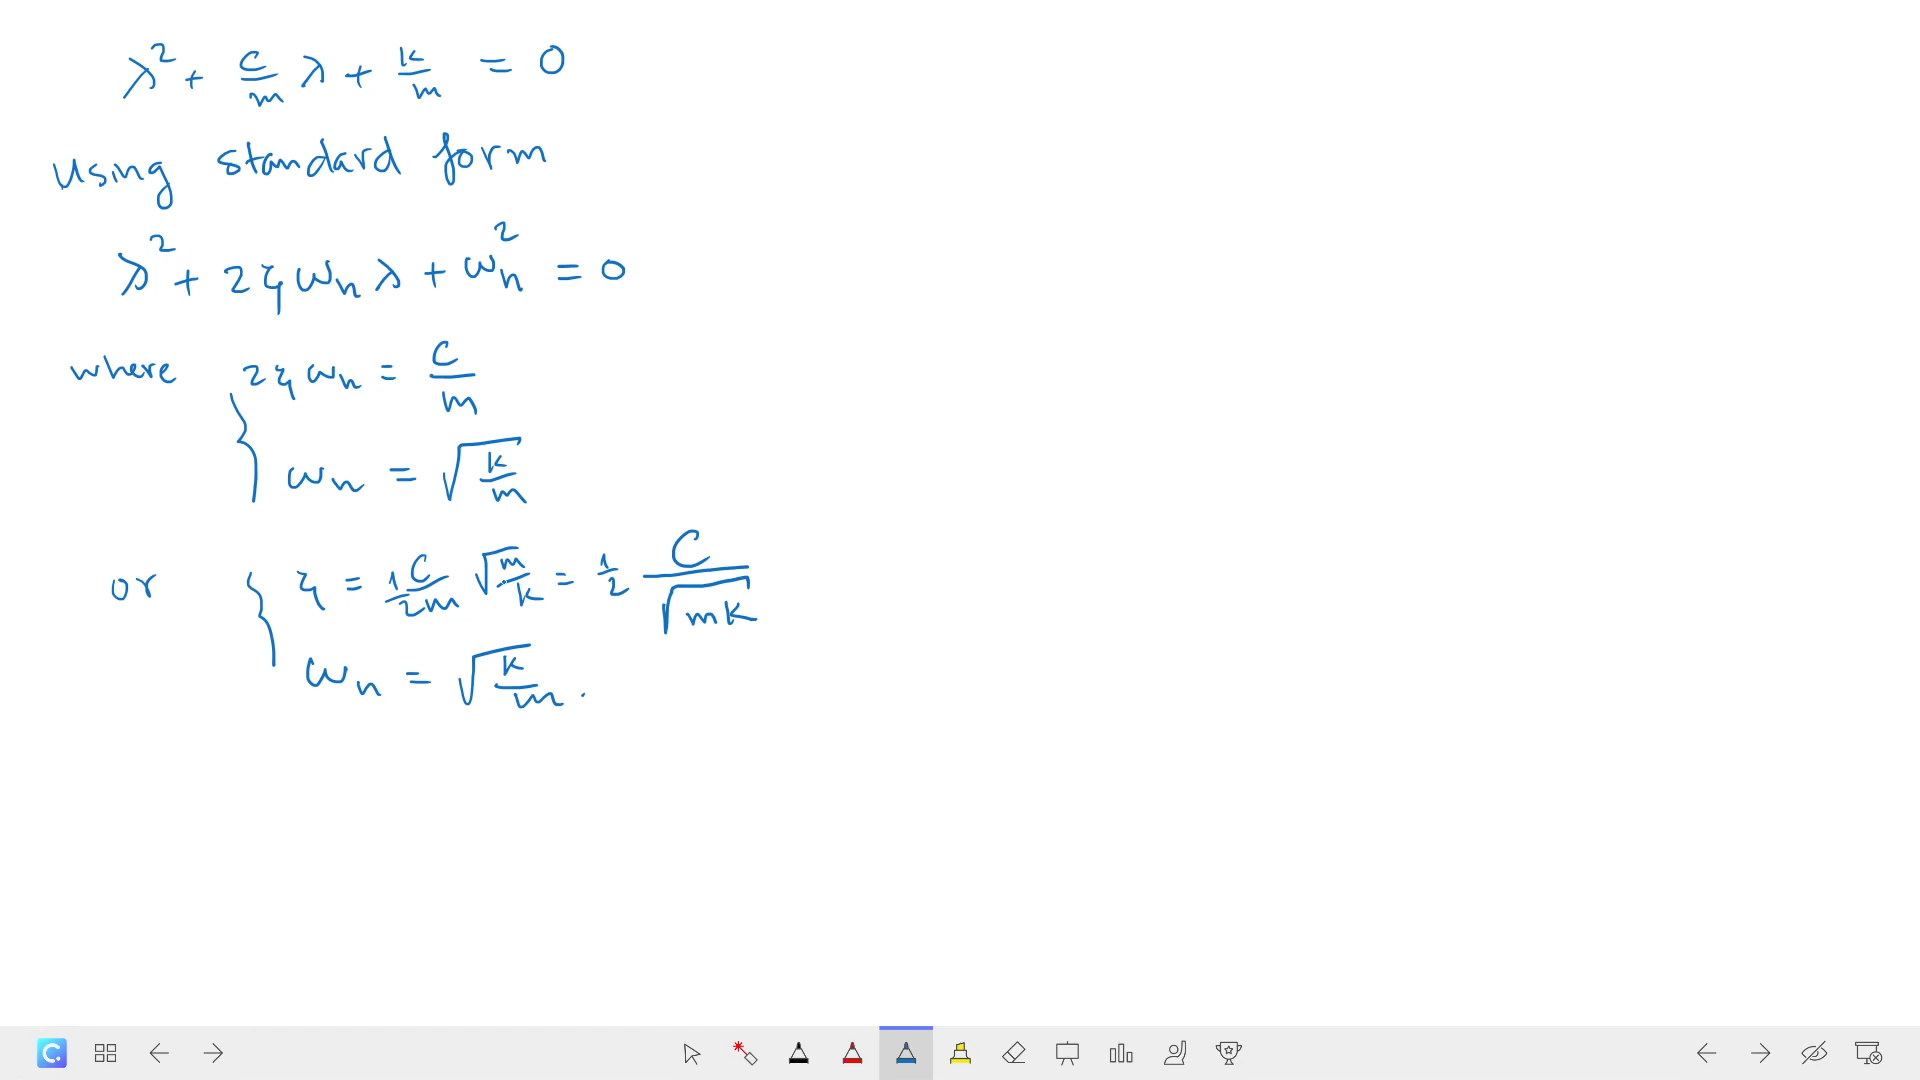 λ² + c/m λ + k/m = 0
Using standard form
λ² + 2ζωₙλ + ωₙ² = 0
where 2ζωₙ = c/m
ωₙ = √(k/m)
or ζ = 1/2 c/m √(m/k) = 1/2 c/√(mk)
ωₙ = √(k/m).